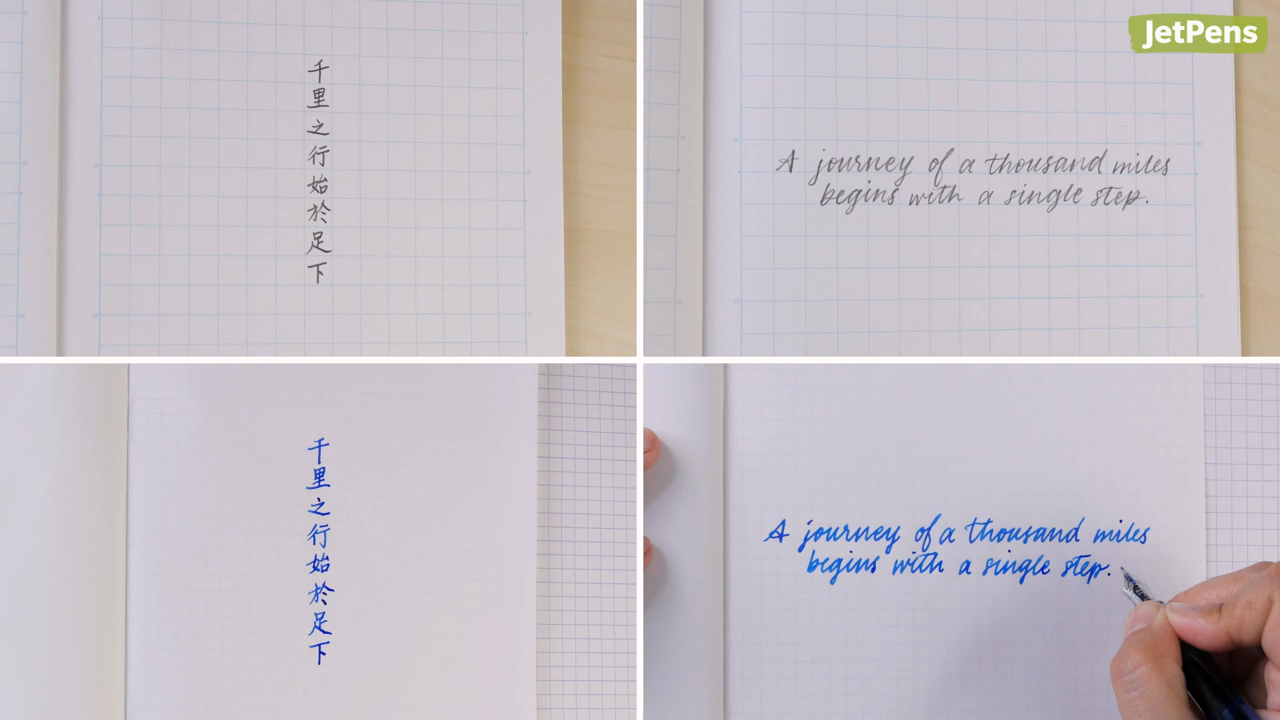 千里之行始於足下
JetPens
A journey of a thousand miles
begins with a single step.
千里之行始於足下
A journey of a thousand miles
begins with a single step.